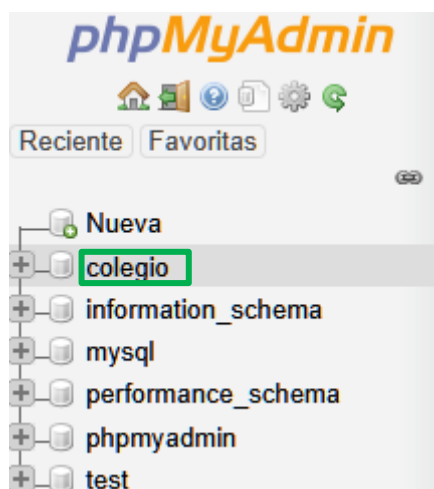 phpMyAdmin
Reciente Favoritas
Nueva
colegio
information_schema
mysql
performance_schema
phpmyadmin
test